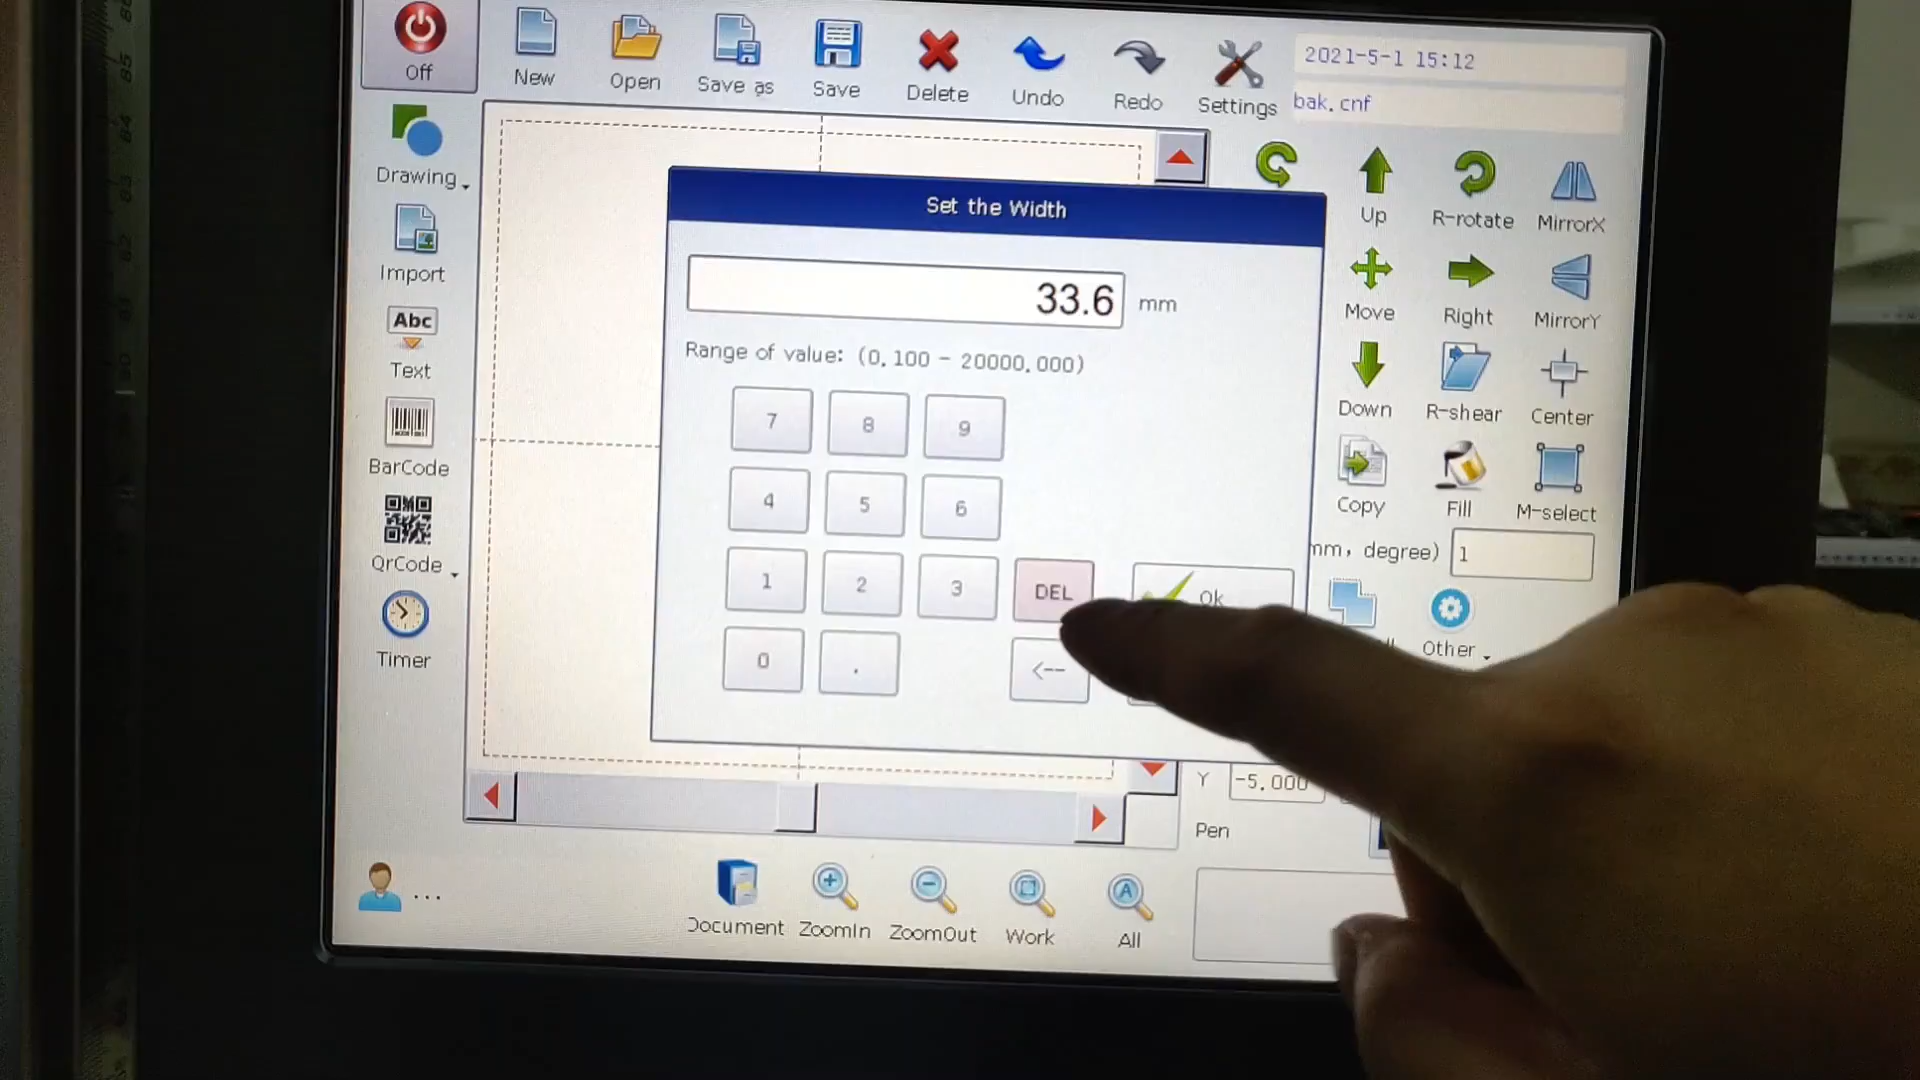 Off
New
Open
Save as
Save
Delete
Undo
Redo
Settings
2021-5-1 15:12
bak.cnf
Drawing
Import
Abc
Text
BarCode
QrCode
Timer
Set the Width
33.6 mm
Range of value: (0.100 - 20000.000)
7 8 9
4 5 6
1 2 3 DEL Ok
0 . <--
Up R-rotate MirrorX
Move Right MirrorY
Down R-shear Center
Copy Fill M-select
mm, degree) 1
Other
Y -5.000
Pen
...
Document ZoomIn ZoomOut Work
A
All